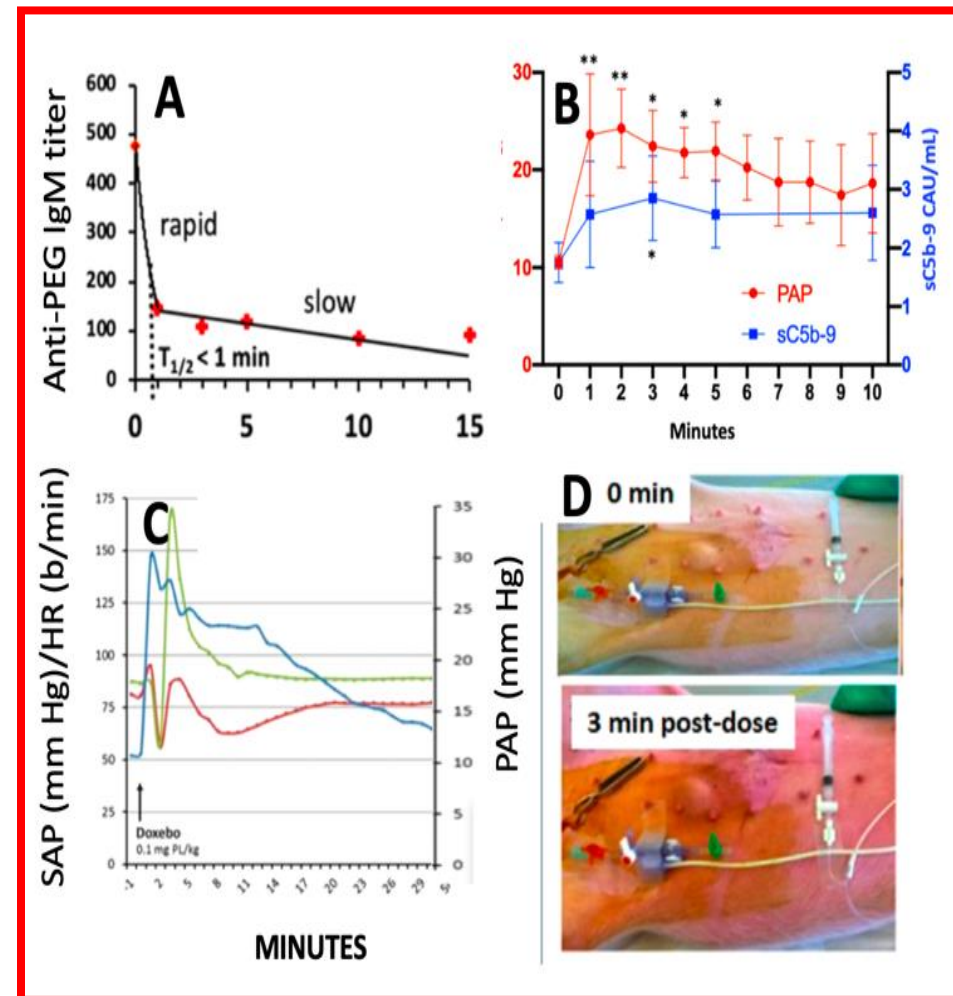 A
Anti-PEG IgM titer
600
500
400
300
200
100
0
rapid
slow
T1/2 < 1 min
0 5 10 15
B
30
20
10
0
** ** * * *
*
PAP
sC5b-9
5
4
3
2
1
0
sC5b-9 CAU/mL)
0 1 2 3 4 5 6 7 8 9 10
Minutes
C
SAP (mm Hg)/HR (b/min)
175
150
125
100
75
50
25
0
Doxebo
0.1 mg PL/kg
35
30
25
20
15
10
5
0
PAP (mm Hg)
-1 2 5 8 11 14 17 20 23 26 29
MINUTES
D
0 min
3 min post-dose